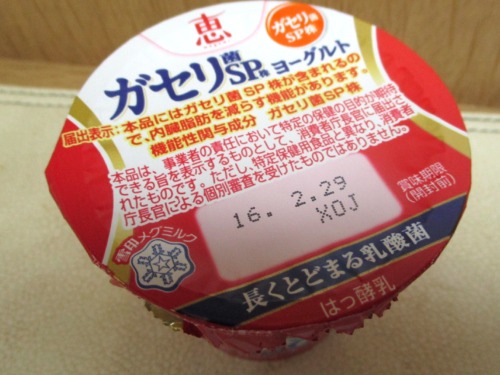 恵
ガセリ菌
SP株
ガセリ菌SP株ヨーグルト
届出表示：本品にはガセリ菌SP株が含まれるの
で、内臓脂肪を減らす機能があります。
機能性関与成分 ガセリ菌SP株
本品は、事業者の責任において特定の保健の目的が期待
できる旨を表示するものとして、消費者庁長官に届出さ
れたものです。ただし、特定保健用食品と異なり、消費者
庁長官による個別審査を受けたものではありません。
賞味期限
(開封前)
16. 2.29
XOJ
雪印メグミルク
長くとどまる乳酸菌
はっ酵乳